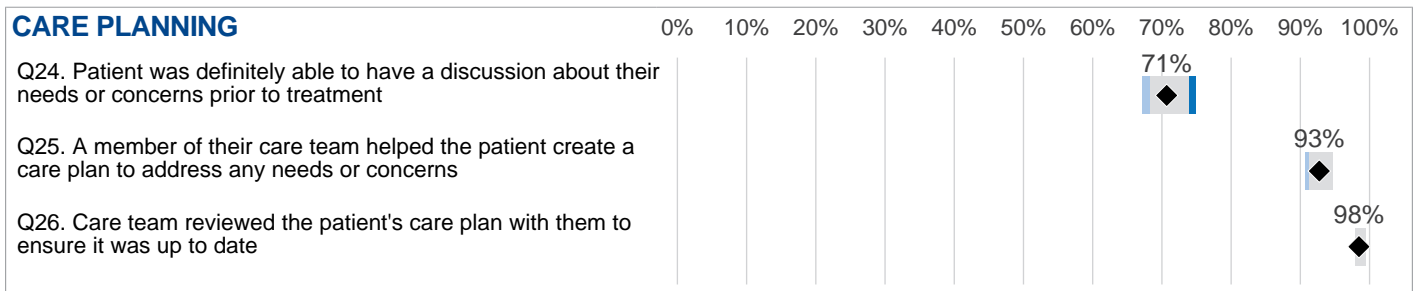 CARE PLANNING
0% 10% 20% 30% 40% 50% 60% 70% 80% 90% 100%
Q24. Patient was definitely able to have a discussion about their
needs or concerns prior to treatment
71%
Q25. A member of their care team helped the patient create a
care plan to address any needs or concerns
93%
Q26. Care team reviewed the patient's care plan with them to
ensure it was up to date
98%